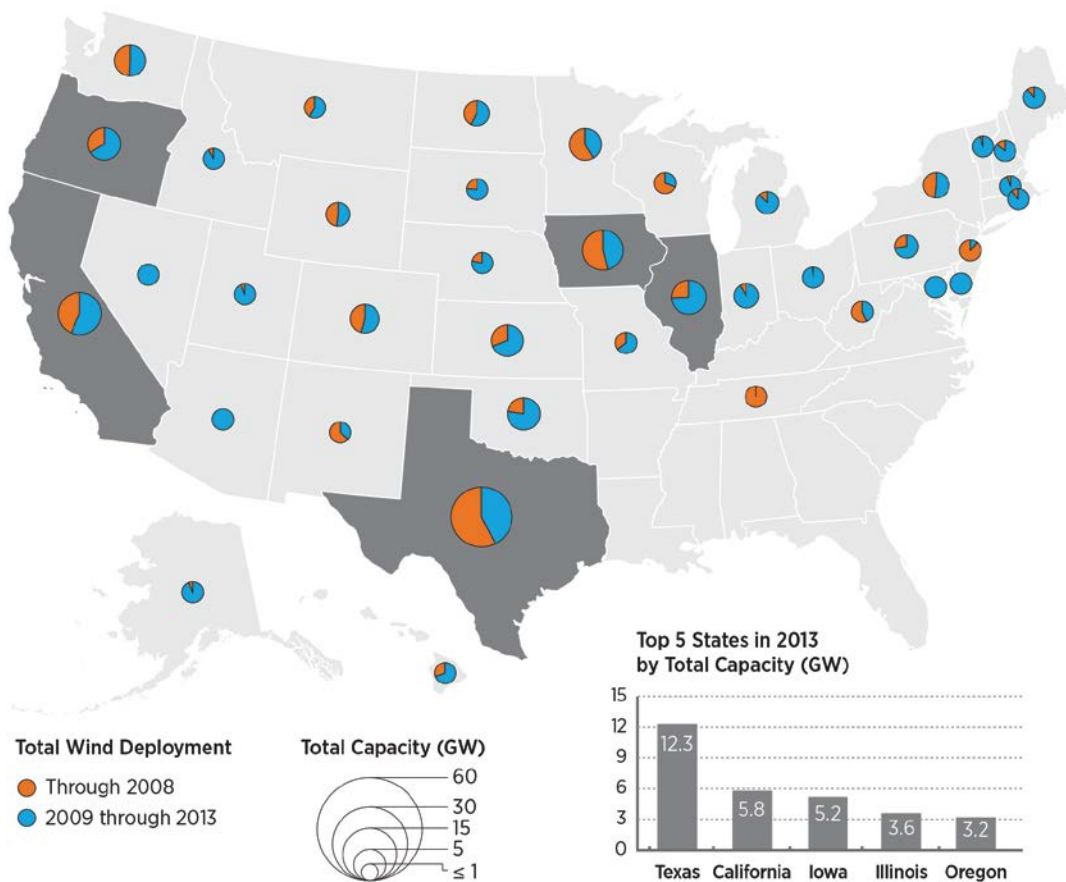 Total Wind Deployment
Through 2008
2009 through 2013
Total Capacity (GW)
60
30
15
5
≤ 1
Top 5 States in 2013
by Total Capacity (GW)
15
12
9
6
3
0
12.3
5.8
5.2
3.6
3.2
Texas California Iowa Illinois Oregon